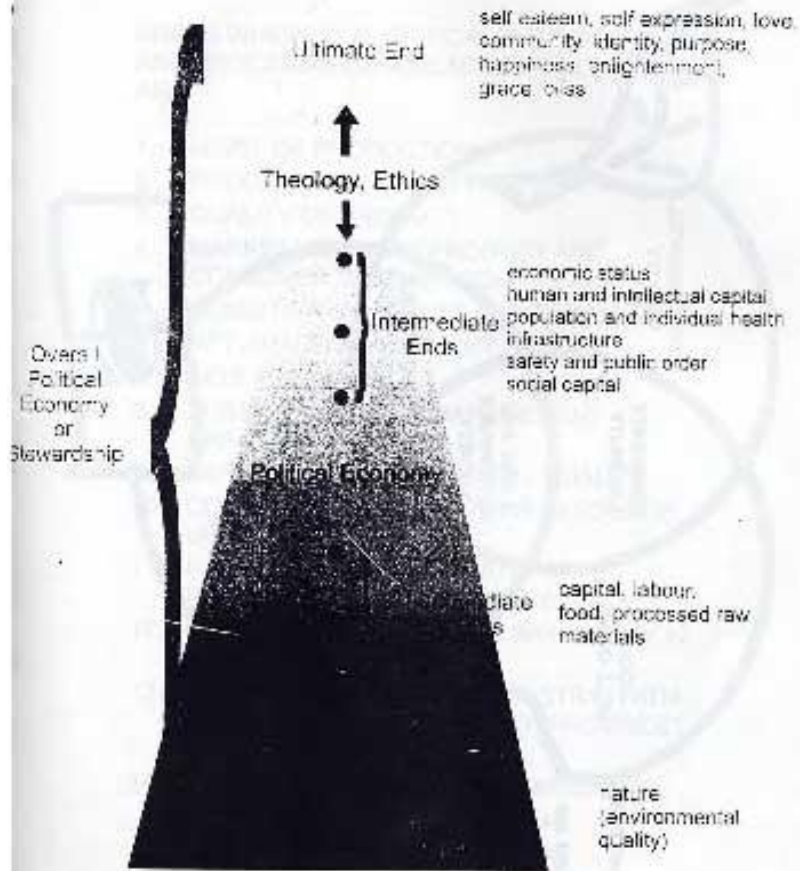 Ultimate End
self esteem, self expression, love,
community, identity, purpose,
happiness, enlightenment,
grace, bliss
Theology, Ethics
Intermediate
Ends
economic status
human and intellectual capital
population and individual health
infrastructure
safety and public order
social capital
Overall
Political
Economy
or
Stewardship
Political Economy
capital, labour,
food, processed raw
materials
nature
(environmental
quality)